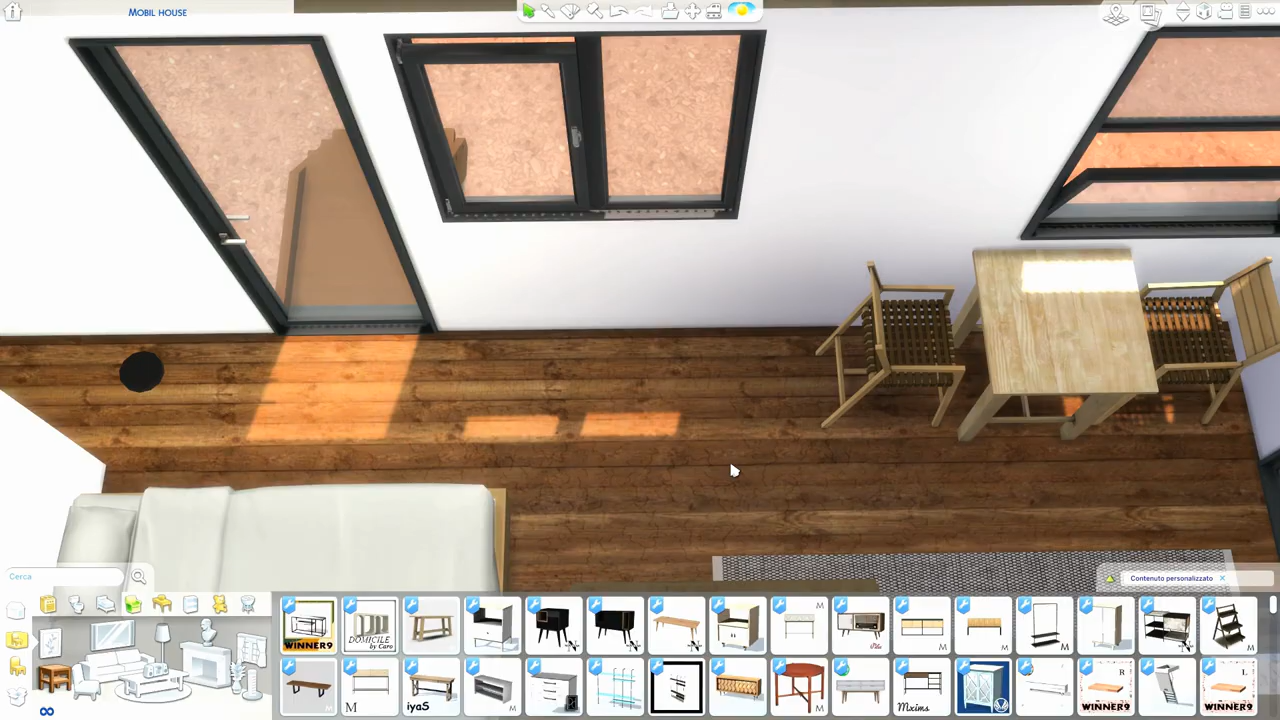 MOBIL HOUSE
Cerca
Contenuto personalizzato
WINNER9
DOMICILE
by Caro
M
M
M
M
M
M
M
M
iyaS
Mxims
R
WINNER9
L
WINNER9